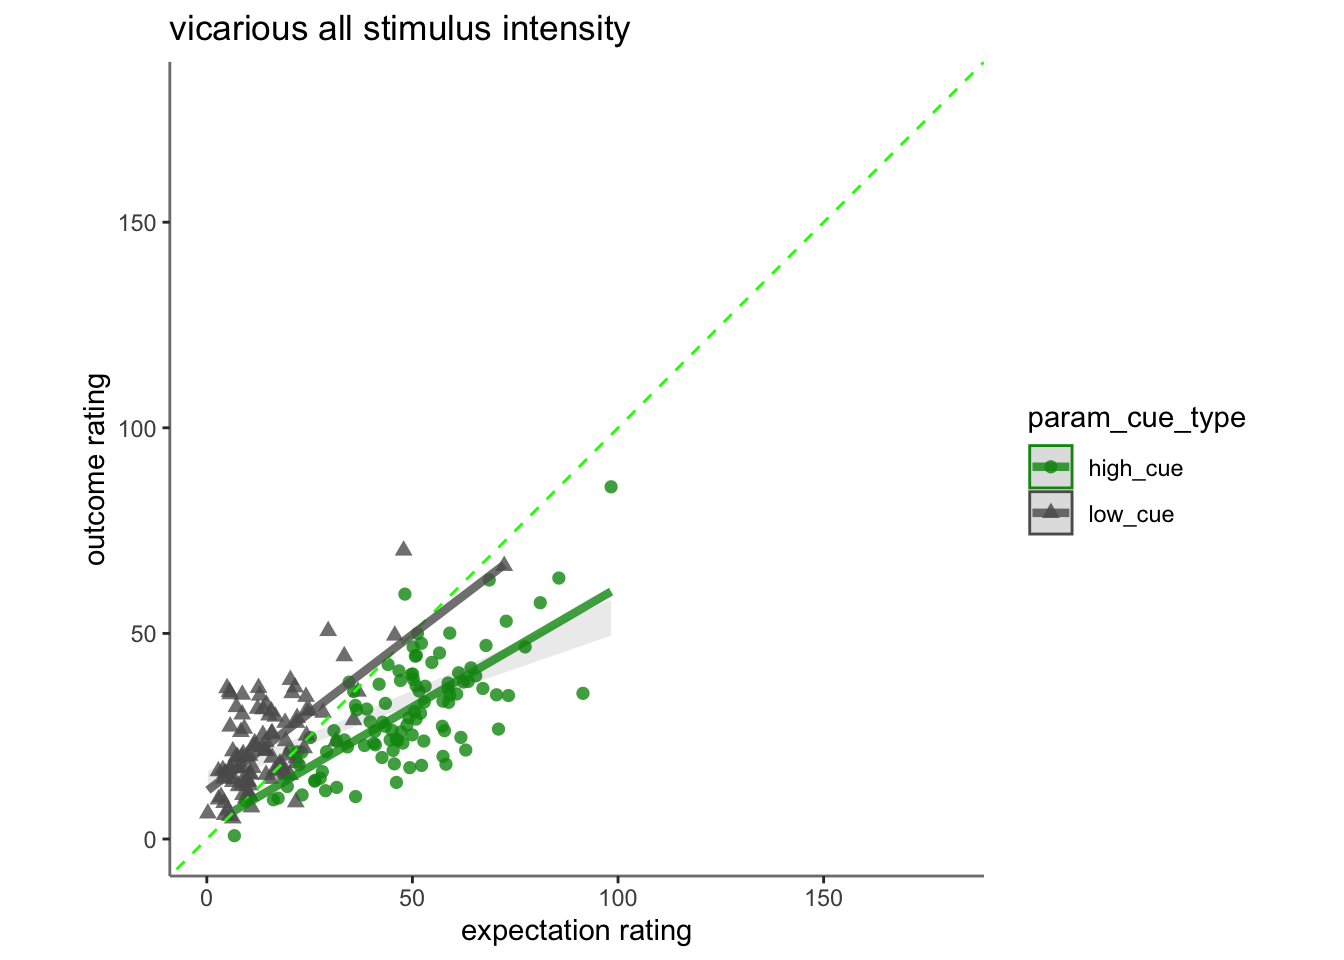 vicarious all stimulus intensity
outcome rating
150
100
50
0
0
50
100
150
expectation rating
param_cue_type
high_cue
low_cue